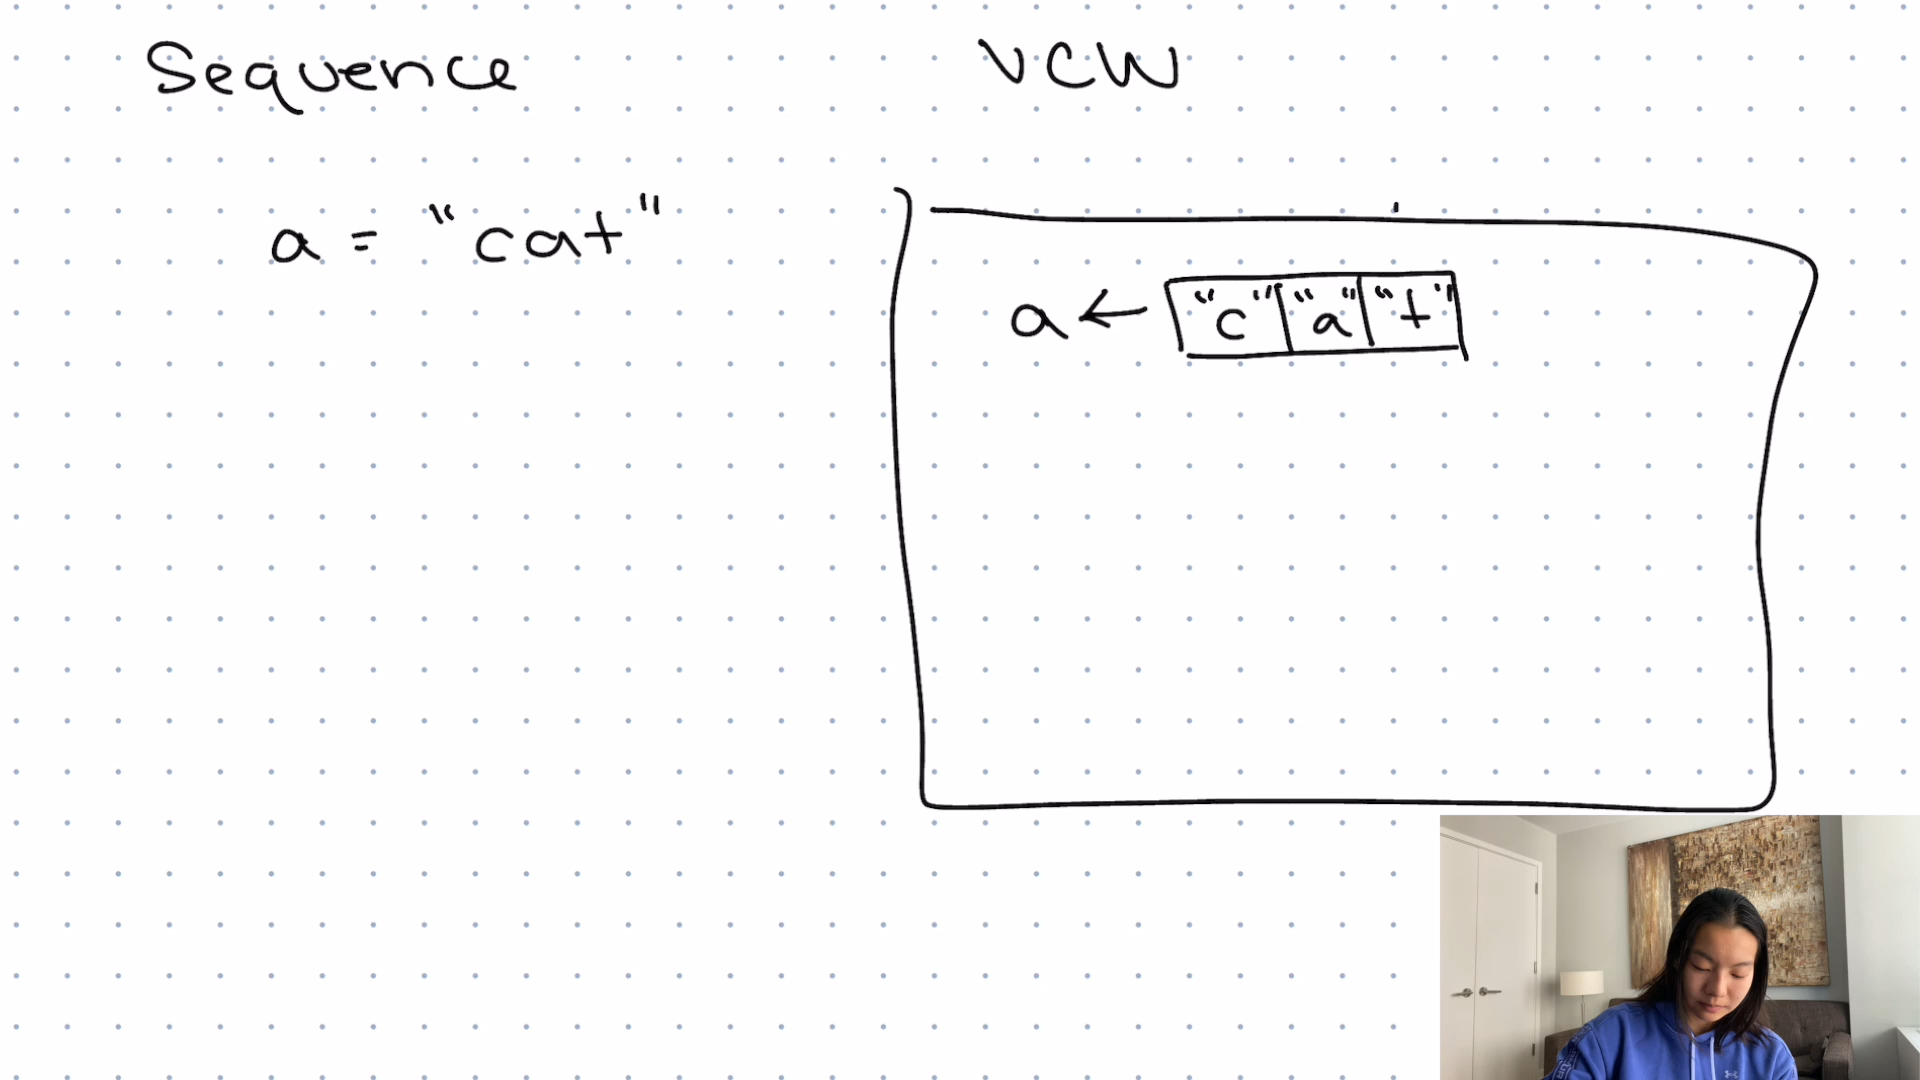 Sequence
VCW
a = "cat"
a ← "c" "a" "t"